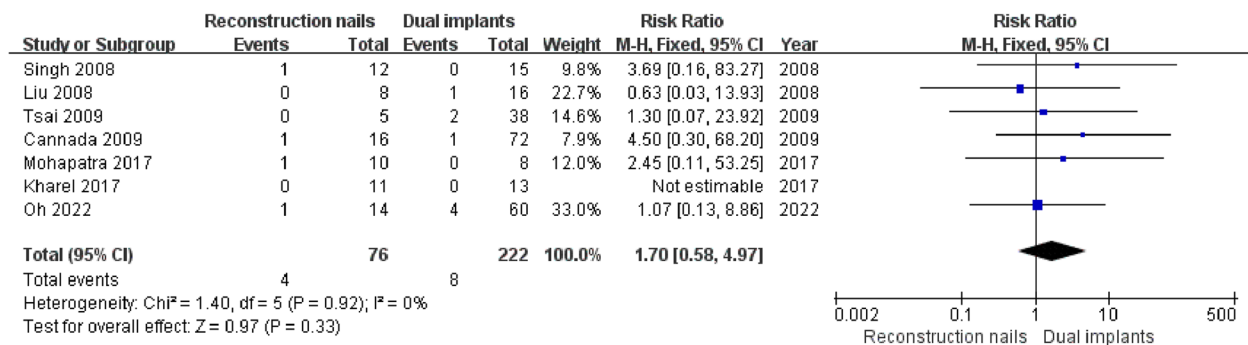 Reconstruction nails Dual implants Risk Ratio Risk Ratio
Study or Subgroup Events Total Events Total Weight M-H, Fixed, 95% CI Year M-H, Fixed, 95% CI
Singh 2008 1 12 0 15 9.8% 3.69 [0.16, 83.27] 2008
Liu 2008 0 8 1 16 22.7% 0.63 [0.03, 13.93] 2008
Tsai 2009 0 5 2 38 14.6% 1.30 [0.07, 23.92] 2009
Cannada 2009 1 16 1 72 7.9% 4.50 [0.30, 68.20] 2009
Mohapatra 2017 1 10 0 8 12.0% 2.45 [0.11, 53.25] 2017
Kharel 2017 0 11 0 13 Not estimable 2017
Oh 2022 1 14 4 60 33.0% 1.07 [0.13, 8.86] 2022
Total (95% CI) 76 222 100.0% 1.70 [0.58, 4.97]
Total events 4 8
Heterogeneity: Chi² = 1.40, df = 5 (P = 0.92); I² = 0%
Test for overall effect: Z = 0.97 (P = 0.33)
0.002 0.1 1 10 500
Reconstruction nails Dual implants